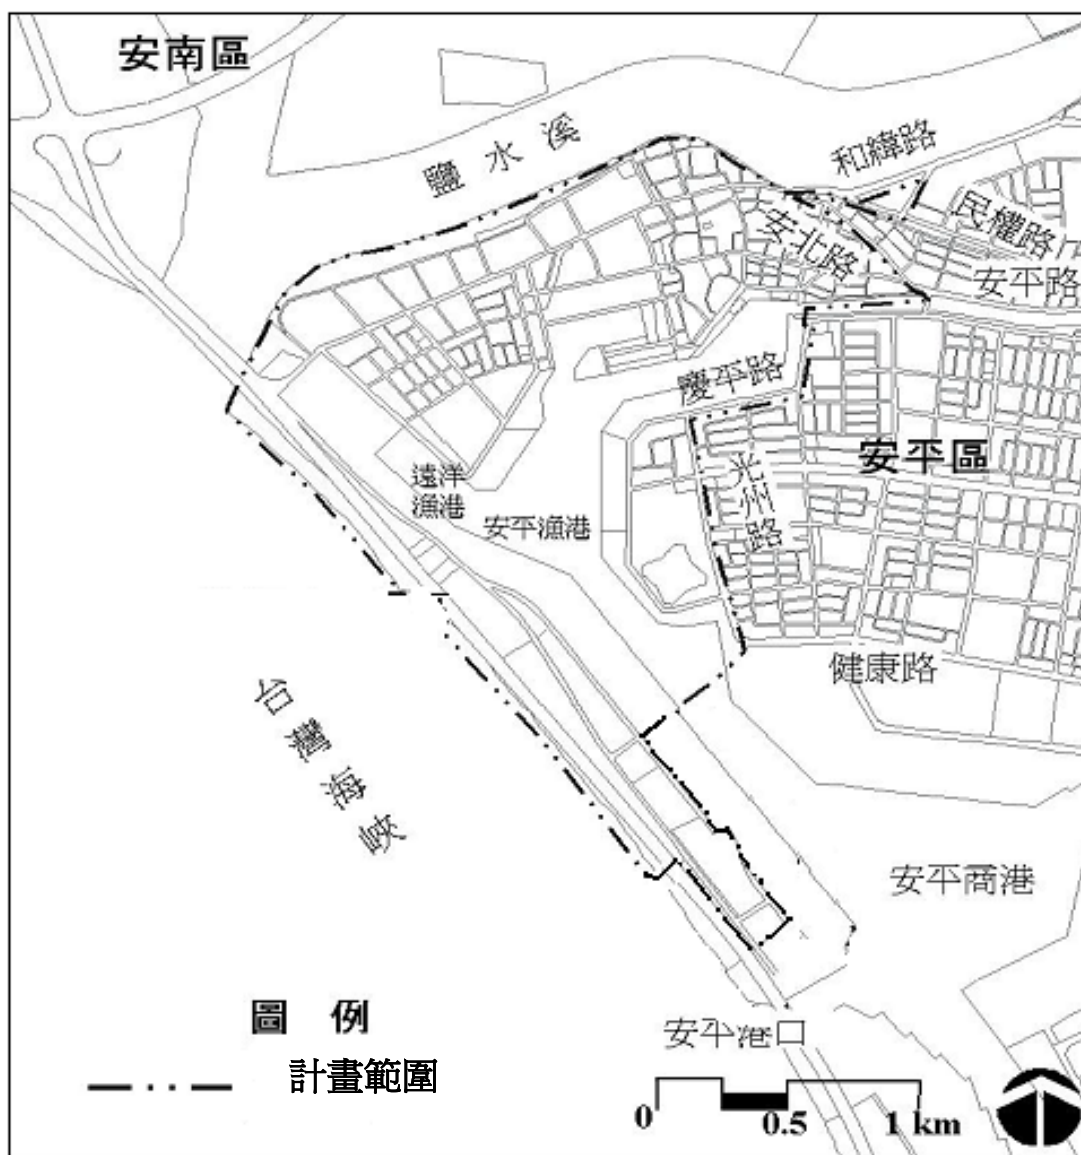 安南區
鹽水溪
和緯路
民權路
安北路
安平路
慶平路
安平區
光州路
遠洋
漁港
安平漁港
健康路
台灣海峽
安平商港
圖 例
安平港口
計畫範圍
0 0.5 1 km